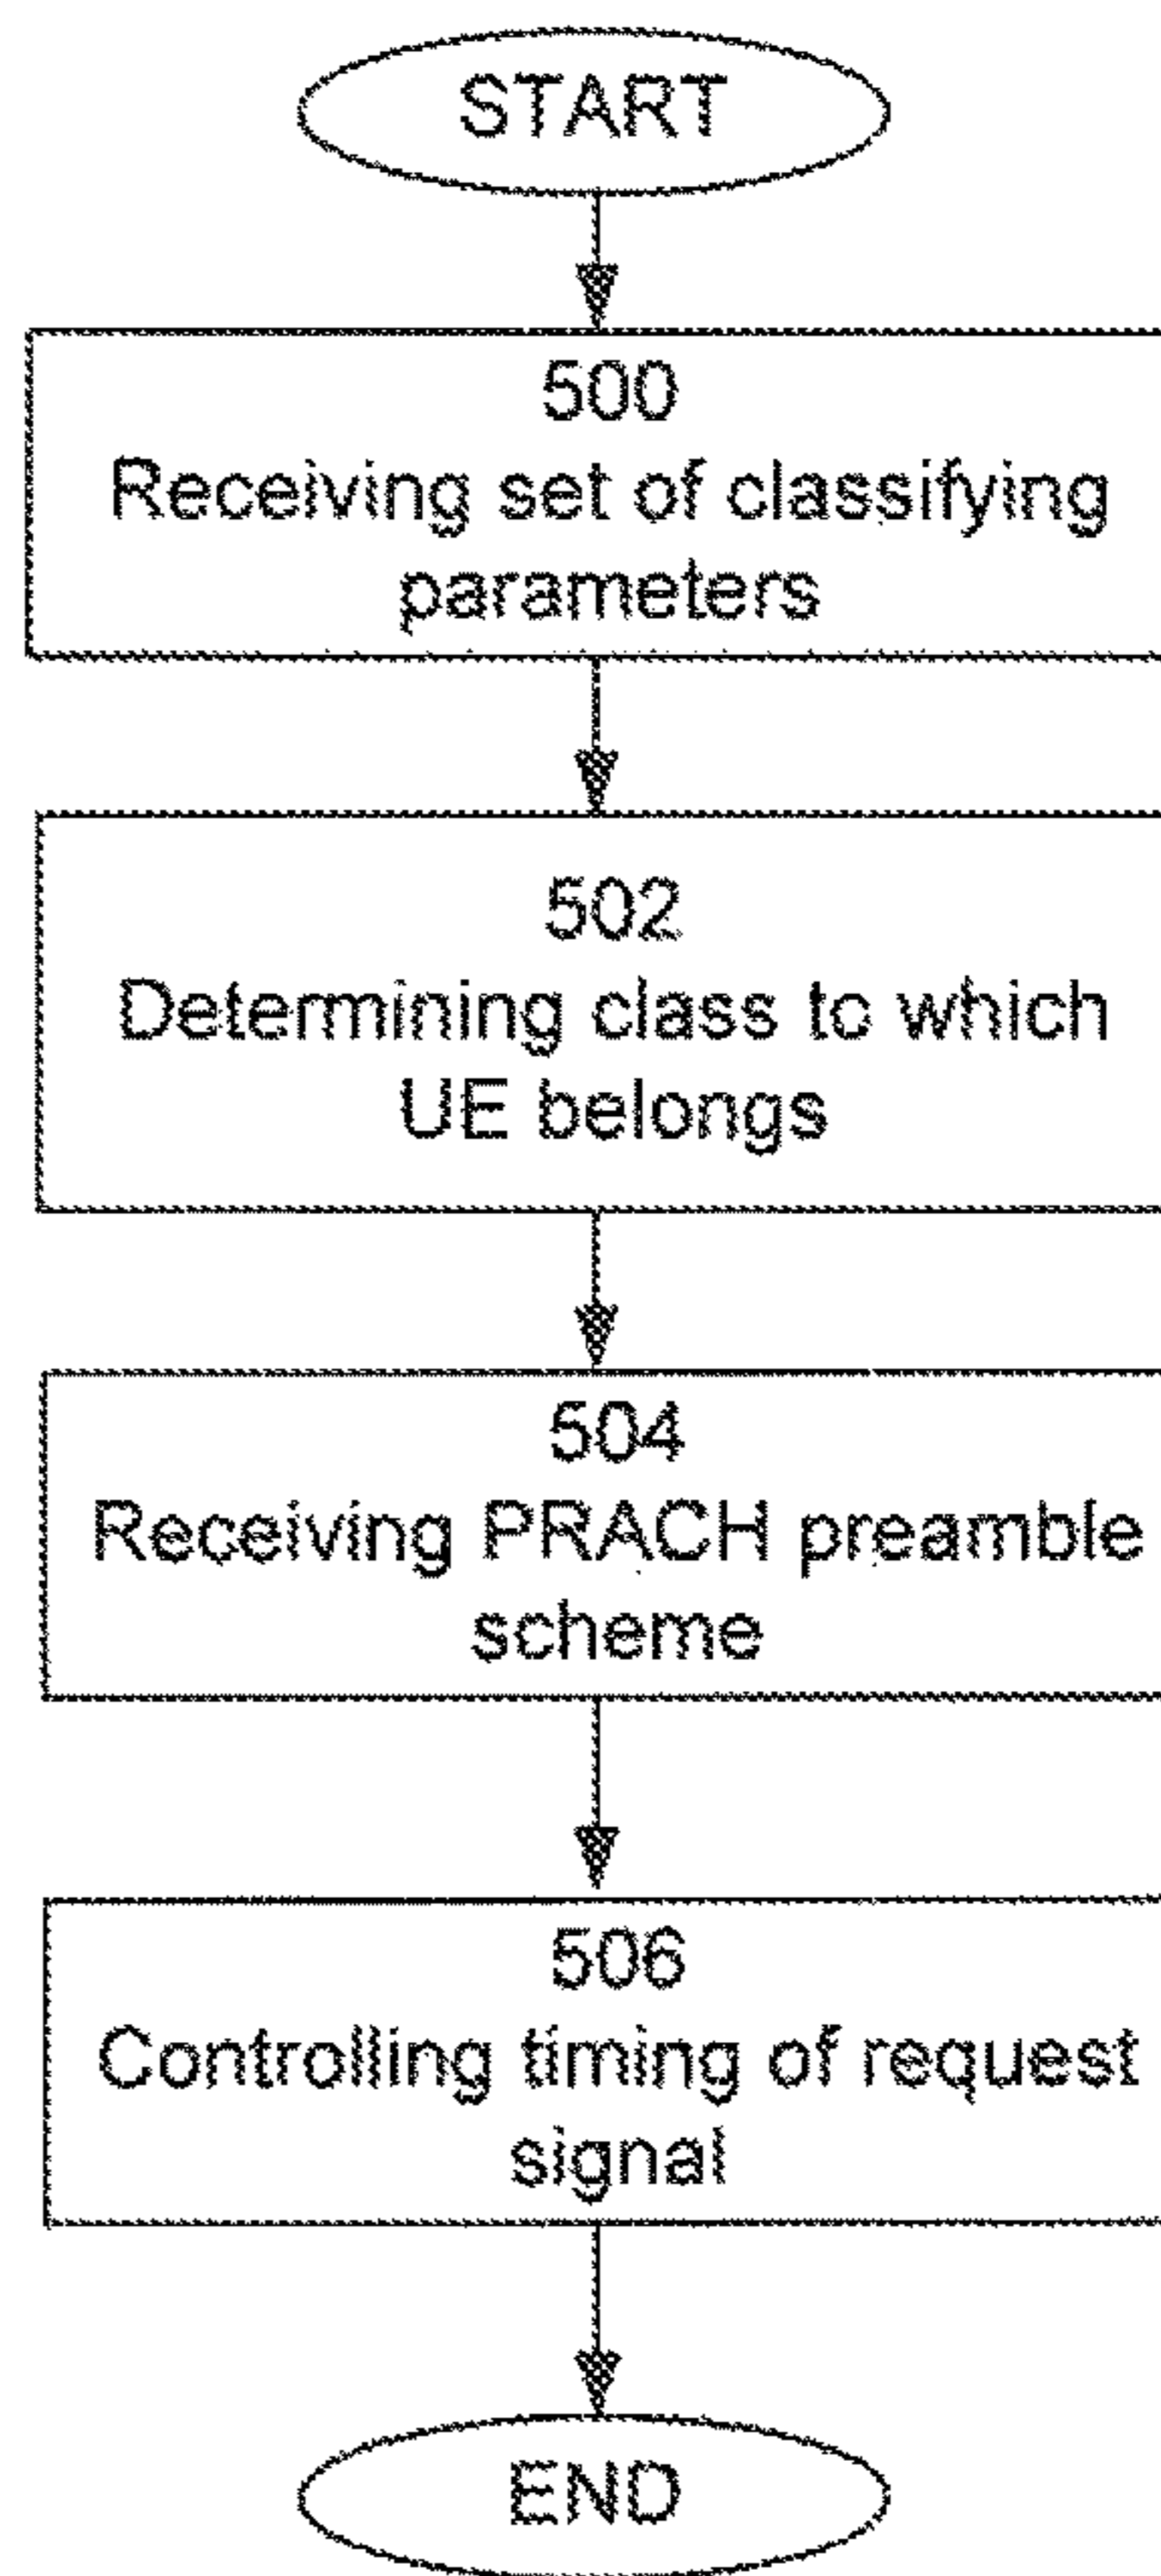 START
500
Receiving set of classifying
parameters
502
Determining class to which
UE belongs
504
Receiving PRACH preamble
scheme
506
Controlling timing of request
signal
END